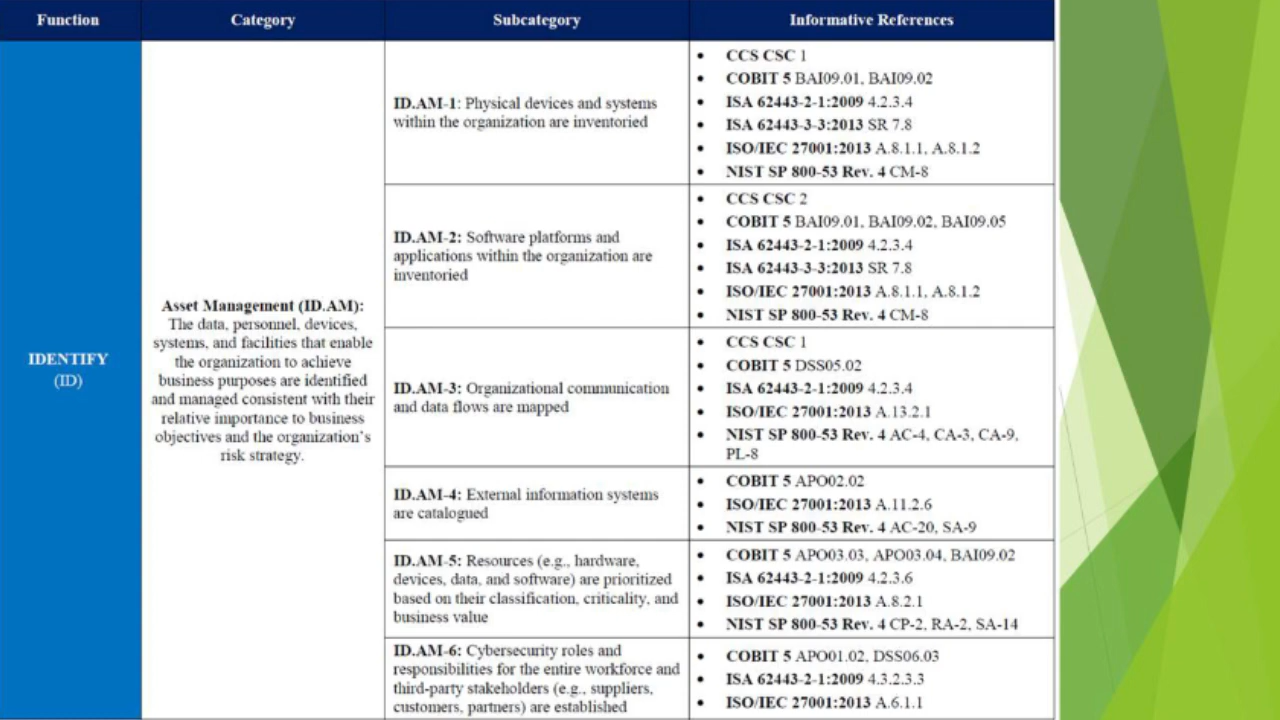 Function Category Subcategory Informative References
IDENTIFY
(ID)
Asset Management (ID.AM):
The data, personnel, devices,
systems, and facilities that enable
the organization to achieve
business purposes are identified
and managed consistent with their
relative importance to business
objectives and the organization's
risk strategy.
ID.AM-1: Physical devices and systems
within the organization are inventoried
• CCS CSC 1
• COBIT 5 BAI09.01, BAI09.02
• ISA 62443-2-1:2009 4.2.3.4
• ISA 62443-3-3:2013 SR 7.8
• ISO/IEC 27001:2013 A.8.1.1, A.8.1.2
• NIST SP 800-53 Rev. 4 CM-8
ID.AM-2: Software platforms and
applications within the organization are
inventoried
• CCS CSC 2
• COBIT 5 BAI09.01, BAI09.02, BAI09.05
• ISA 62443-2-1:2009 4.2.3.4
• ISA 62443-3-3:2013 SR 7.8
• ISO/IEC 27001:2013 A.8.1.1, A.8.1.2
• NIST SP 800-53 Rev. 4 CM-8
ID.AM-3: Organizational communication
and data flows are mapped
• CCS CSC 1
• COBIT 5 DSS05.02
• ISA 62443-2-1:2009 4.2.3.4
• ISO/IEC 27001:2013 A.13.2.1
• NIST SP 800-53 Rev. 4 AC-4, CA-3, CA-9,
PL-8
ID.AM-4: External information systems
are catalogued
• COBIT 5 APO02.02
• ISO/IEC 27001:2013 A.11.2.6
• NIST SP 800-53 Rev. 4 AC-20, SA-9
ID.AM-5: Resources (e.g., hardware,
devices, data, and software) are prioritized
based on their classification, criticality, and
business value
• COBIT 5 APO03.03, APO03.04, BAI09.02
• ISA 62443-2-1:2009 4.2.3.6
• ISO/IEC 27001:2013 A.8.2.1
• NIST SP 800-53 Rev. 4 CP-2, RA-2, SA-14
ID.AM-6: Cybersecurity roles and
responsibilities for the entire workforce and
third-party stakeholders (e.g., suppliers,
customers, partners) are established
• COBIT 5 APO01.02, DSS06.03
• ISA 62443-2-1:2009 4.3.2.3.3
• ISO/IEC 27001:2013 A.6.1.1